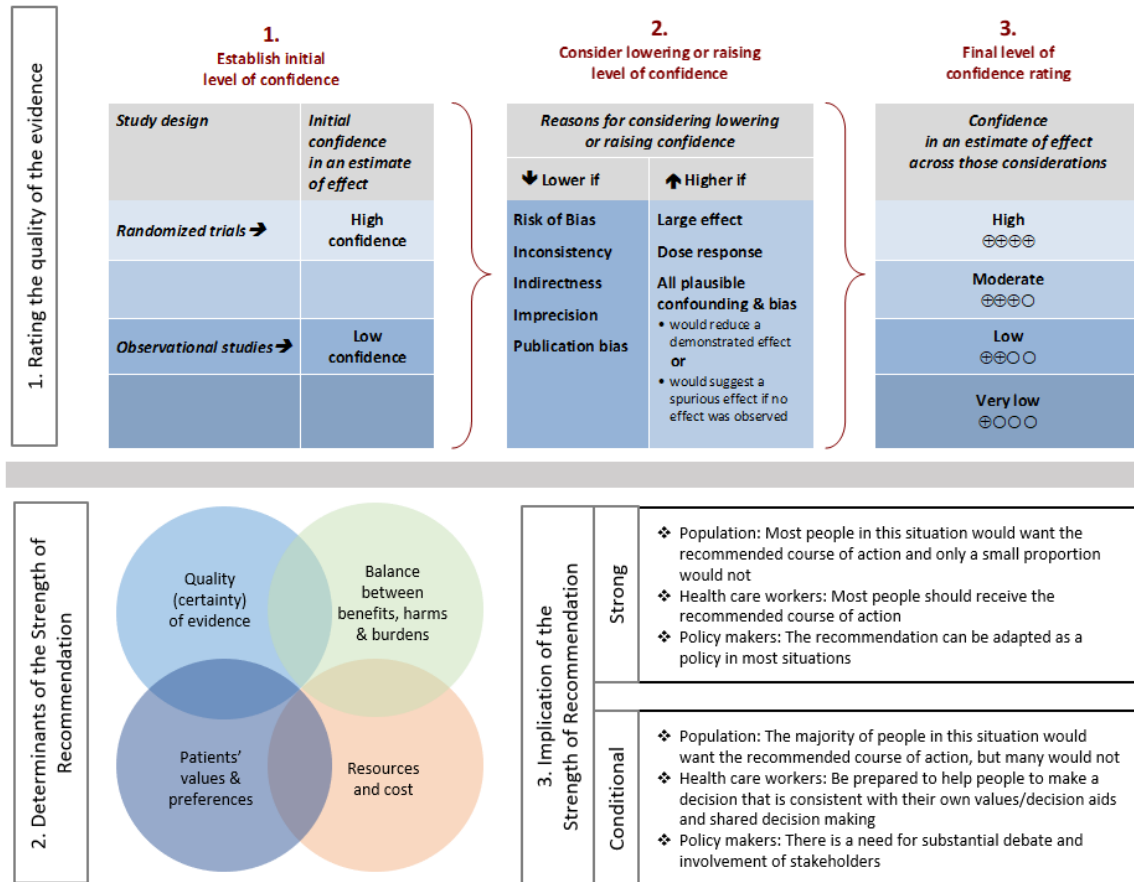 1. Rating the quality of the evidence
1.
Establish initial
level of confidence
2.
Consider lowering or raising
level of confidence
3.
Final level of
confidence rating
Study design
Initial
confidence
in an estimate
of effect
Randomized trials ➔
High
confidence
Observational studies ➔
Low
confidence
Reasons for considering lowering
or raising confidence
🡇 Lower if
🡅 Higher if
Risk of Bias
Inconsistency
Indirectness
Imprecision
Publication bias
Large effect
Dose response
All plausible
confounding & bias
• would reduce a
demonstrated effect
or
• would suggest a
spurious effect if no
effect was observed
Confidence
in an estimate of effect
across those considerations
High
⊕⊕⊕⊕
Moderate
⊕⊕⊕○
Low
⊕⊕○○
Very low
⊕○○○
2. Determinants of the Strength of
Recommendation
Quality
(certainty)
of evidence
Balance
between
benefits, harms
& burdens
Patients'
values &
preferences
Resources
and cost
3. Implication of the
Strength of Recommendation
Strong
❖ Population: Most people in this situation would want the
recommended course of action and only a small proportion
would not
❖ Health care workers: Most people should receive the
recommended course of action
❖ Policy makers: The recommendation can be adapted as a
policy in most situations
Conditional
❖ Population: The majority of people in this situation would
want the recommended course of action, but many would not
❖ Health care workers: Be prepared to help people to make a
decision that is consistent with their own values/decision aids
and shared decision making
❖ Policy makers: There is a need for substantial debate and
involvement of stakeholders